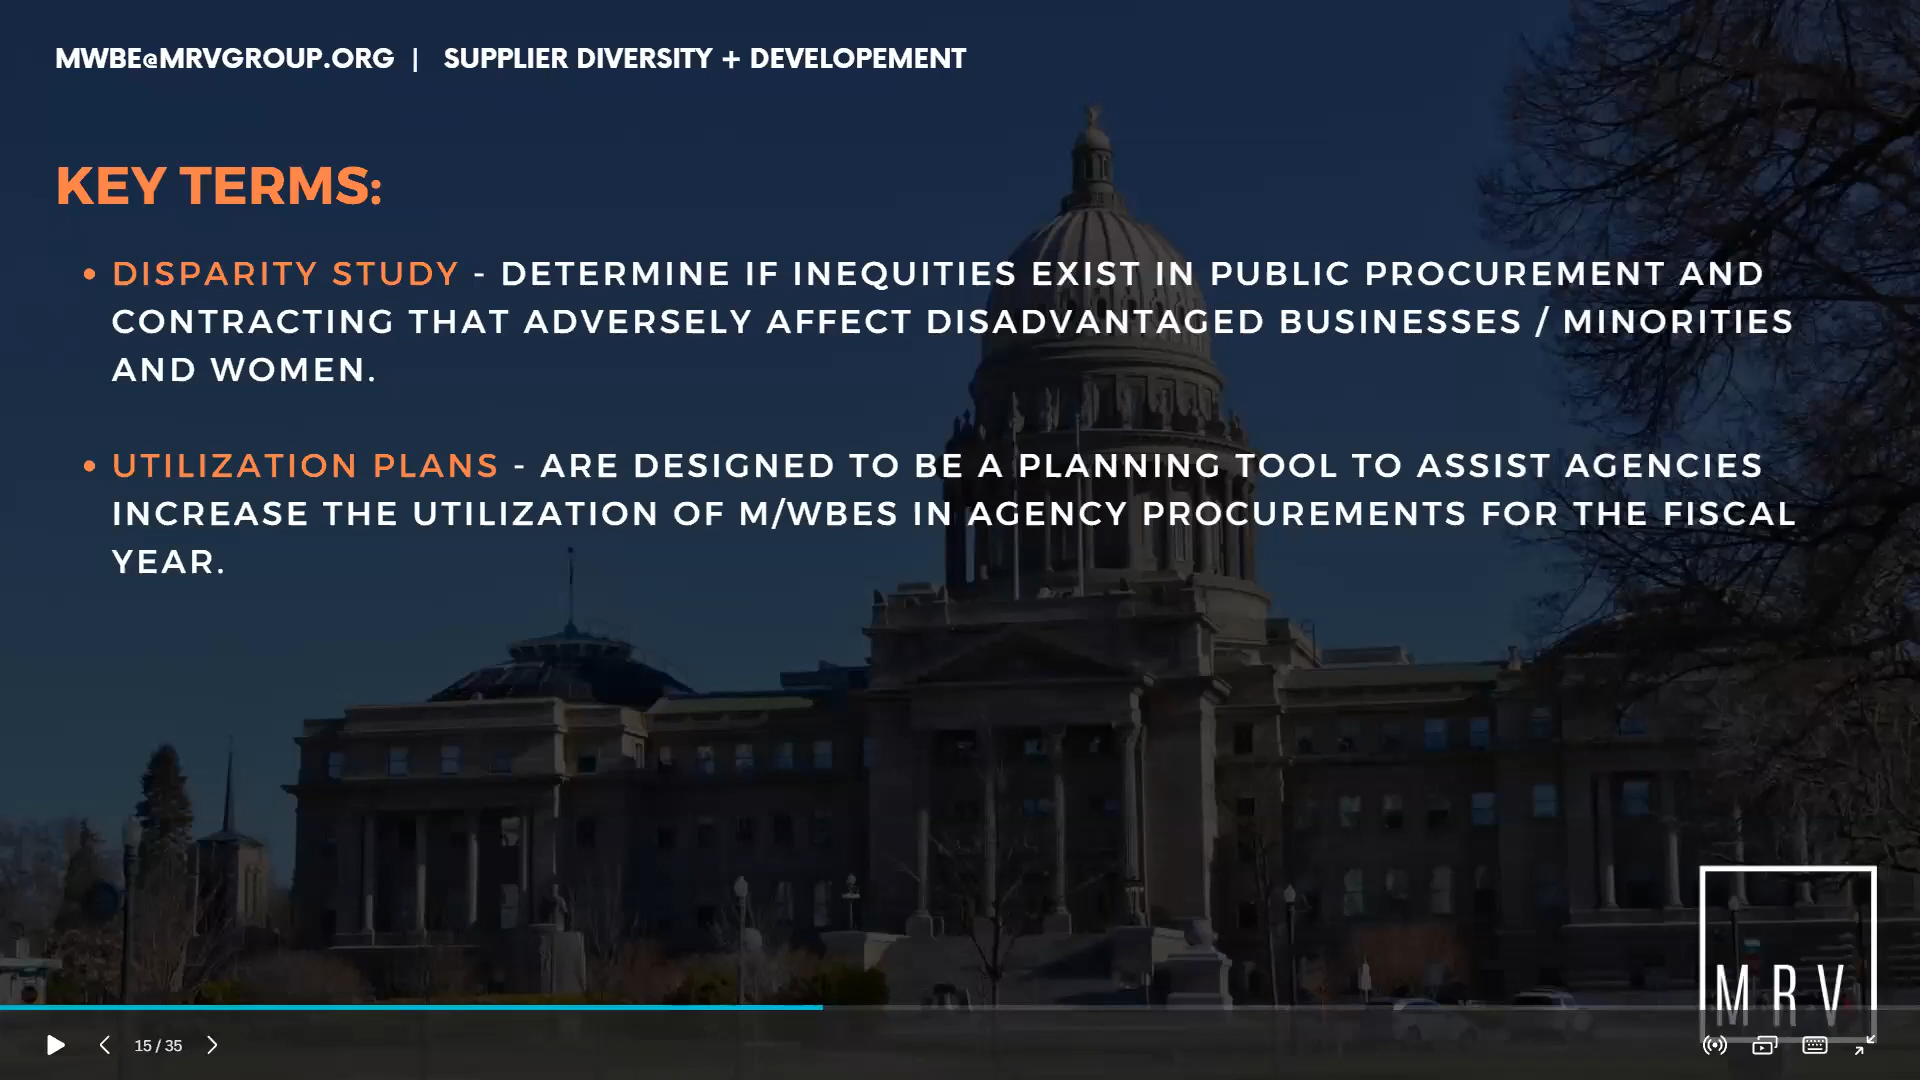 MWBE@MRVGROUP.ORG | SUPPLIER DIVERSITY + DEVELOPEMENT
KEY TERMS:
• DISPARITY STUDY - DETERMINE IF INEQUITIES EXIST IN PUBLIC PROCUREMENT AND
CONTRACTING THAT ADVERSELY AFFECT DISADVANTAGED BUSINESSES / MINORITIES
AND WOMEN.
• UTILIZATION PLANS - ARE DESIGNED TO BE A PLANNING TOOL TO ASSIST AGENCIES
INCREASE THE UTILIZATION OF M/WBES IN AGENCY PROCUREMENTS FOR THE FISCAL
YEAR.
MRV
15 / 35